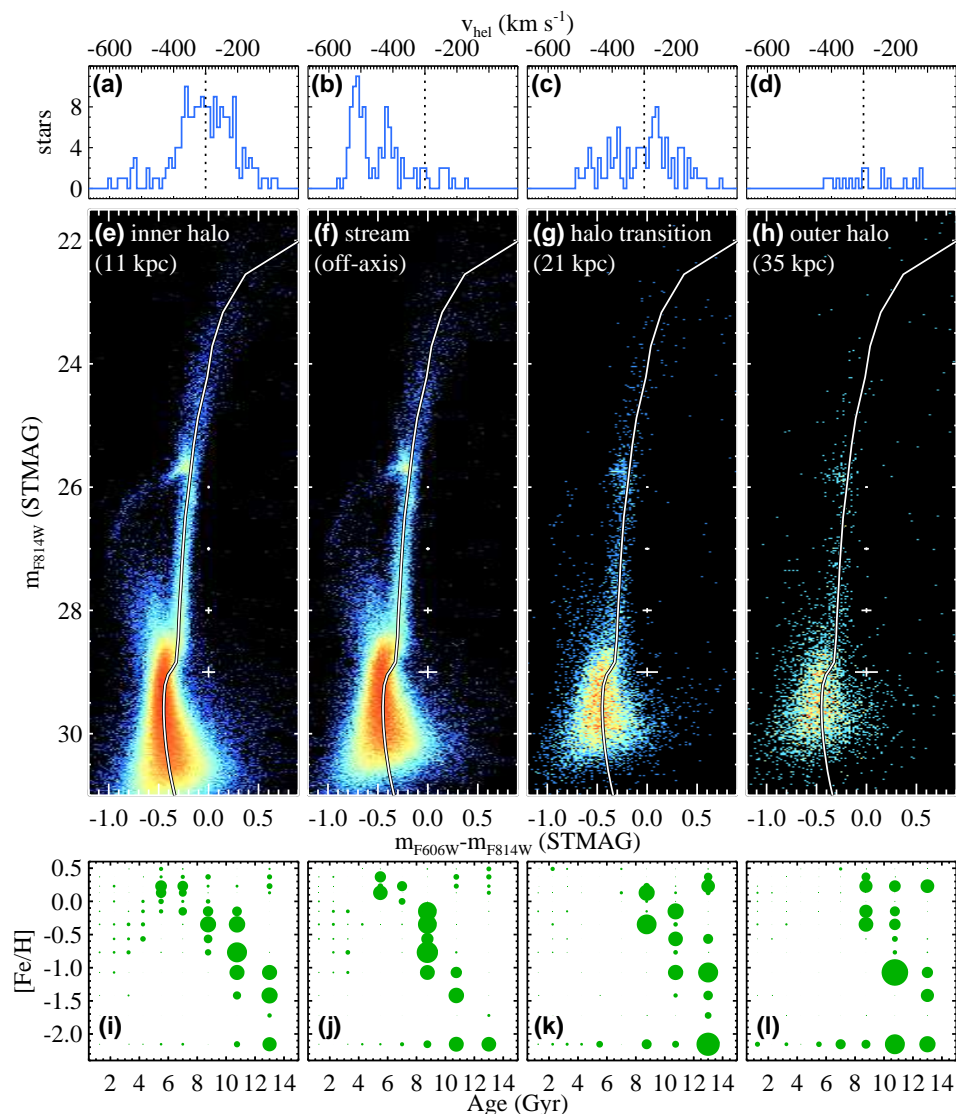 v_hel (km s⁻¹)
-600 -400 -200 -600 -400 -200 -600 -400 -200 -600 -400 -200
(a) (b) (c) (d)
stars
8
4
0
(e) inner halo (f) stream (g) halo transition (h) outer halo
(11 kpc) (off-axis) (21 kpc) (35 kpc)
m_F814W (STMAG)
22
24
26
28
30
-1.0 -0.5 0.0 0.5 -1.0 -0.5 0.0 0.5 -1.0 -0.5 0.0 0.5 -1.0 -0.5 0.0 0.5
m_F606W-m_F814W (STMAG)
[Fe/H]
0.5
0.0
-0.5
-1.0
-1.5
-2.0
(i) (j) (k) (l)
2 4 6 8 10 12 14 2 4 6 8 10 12 14 2 4 6 8 10 12 14 2 4 6 8 10 12 14
Age (Gyr)